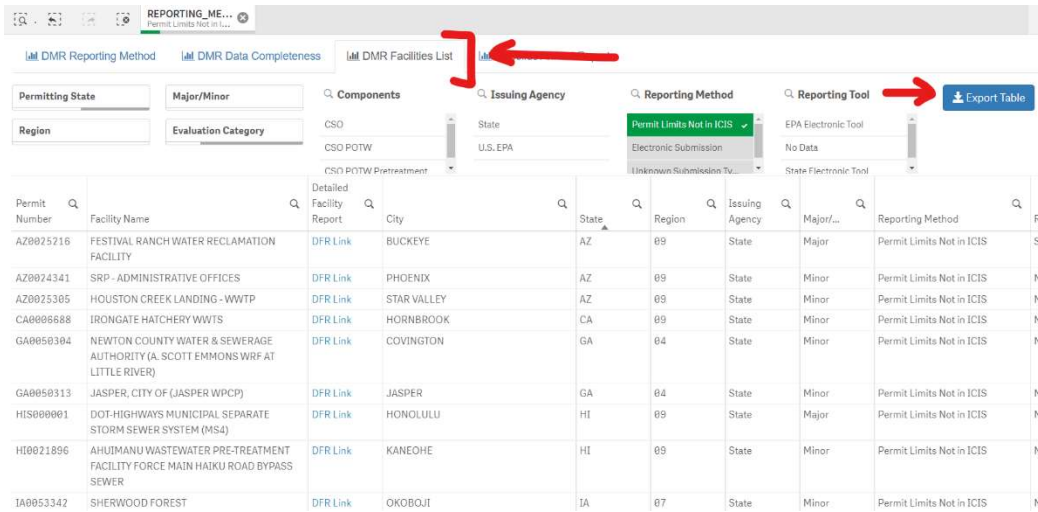 REPORTING_ME...
Permit Limits Not in I...
DMR Reporting Method DMR Data Completeness DMR Facilities List
Permitting State Major/Minor Components Issuing Agency Reporting Method Reporting Tool Export Table
CSO State Permit Limits Not in ICIS EPA Electronic Tool
Region Evaluation Category
CSO POTW U.S. EPA Electronic Submission No Data
CSO POTW Pretreatment Unknown Submission Ty... State Electronic Tool
Detailed
Permit Facility Issuing
Number Facility Name Report City State Region Agency Major/... Reporting Method
AZ0025216 FESTIVAL RANCH WATER RECLAMATION DFR Link BUCKEYE AZ 09 State Major Permit Limits Not in ICIS
FACILITY
AZ0024341 SRP - ADMINISTRATIVE OFFICES DFR Link PHOENIX AZ 09 State Minor Permit Limits Not in ICIS
AZ0025305 HOUSTON CREEK LANDING - WWTP DFR Link STAR VALLEY AZ 09 State Minor Permit Limits Not in ICIS
CA0006688 IRONGATE HATCHERY WWTS DFR Link HORNBROOK CA 09 State Minor Permit Limits Not in ICIS
GA0050304 NEWTON COUNTY WATER & SEWERAGE DFR Link COVINGTON GA 04 State Minor Permit Limits Not in ICIS
AUTHORITY (A. SCOTT EMMONS WRF AT
LITTLE RIVER)
GA0050313 JASPER, CITY OF (JASPER WPCP) DFR Link JASPER GA 04 State Minor Permit Limits Not in ICIS
HIS000001 DOT-HIGHWAYS MUNICIPAL SEPARATE DFR Link HONOLULU HI 09 State Major Permit Limits Not in ICIS
STORM SEWER SYSTEM (MS4)
HI0021896 AHUIMANU WASTEWATER PRE-TREATMENT DFR Link KANEOHE HI 09 State Minor Permit Limits Not in ICIS
FACILITY FORCE MAIN HAIKU ROAD BYPASS
SEWER
IA0053342 SHERWOOD FOREST DFR Link OKOBOJI IA 07 State Minor Permit Limits Not in ICIS